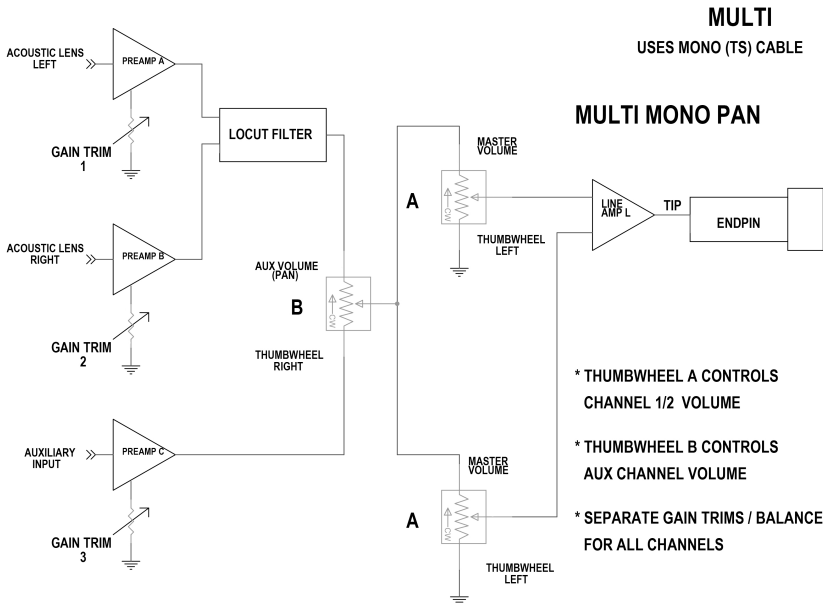 MULTI
USES MONO (TS) CABLE
MULTI MONO PAN
ACOUSTIC LENS
LEFT
PREAMP A
GAIN TRIM
1
LOCUT FILTER
ACOUSTIC LENS
RIGHT
PREAMP B
GAIN TRIM
2
AUX VOLUME
(PAN)
B
CW
THUMBWHEEL
RIGHT
AUXILIARY
INPUT
PREAMP C
GAIN TRIM
3
MASTER
VOLUME
A
CW
THUMBWHEEL
LEFT
LINE
AMP L
TIP
ENDPIN
MASTER
VOLUME
A
CW
THUMBWHEEL
LEFT
* THUMBWHEEL A CONTROLS
CHANNEL 1/2 VOLUME
* THUMBWHEEL B CONTROLS
AUX CHANNEL VOLUME
* SEPARATE GAIN TRIMS / BALANCE
FOR ALL CHANNELS